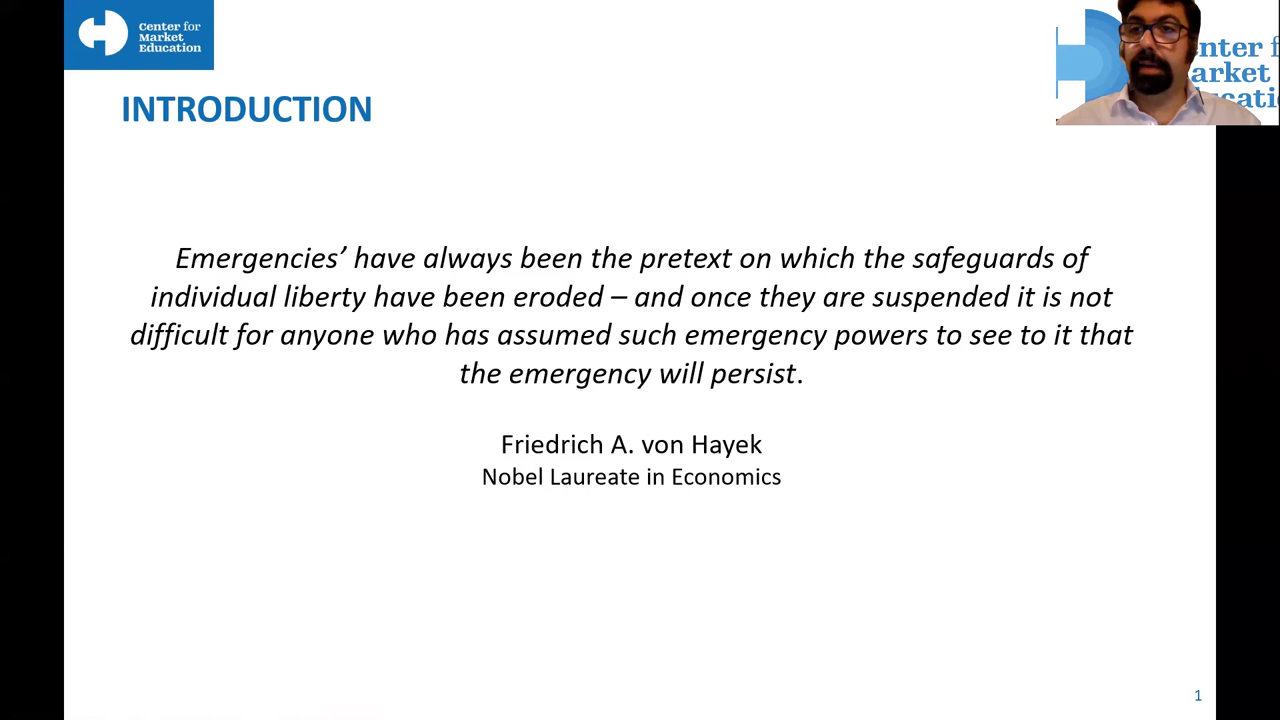 Center for
Market
Education
INTRODUCTION
Emergencies’ have always been the pretext on which the safeguards of
individual liberty have been eroded – and once they are suspended it is not
difficult for anyone who has assumed such emergency powers to see to it that
the emergency will persist.
Friedrich A. von Hayek
Nobel Laureate in Economics
1